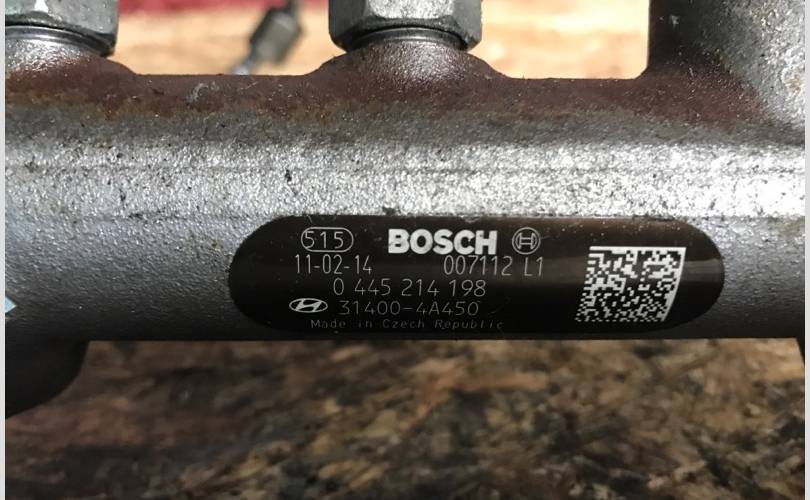 515 BOSCH
11-02-14 007112 L1
0 445 214 198
31400-4A450
Made in Czech Republic